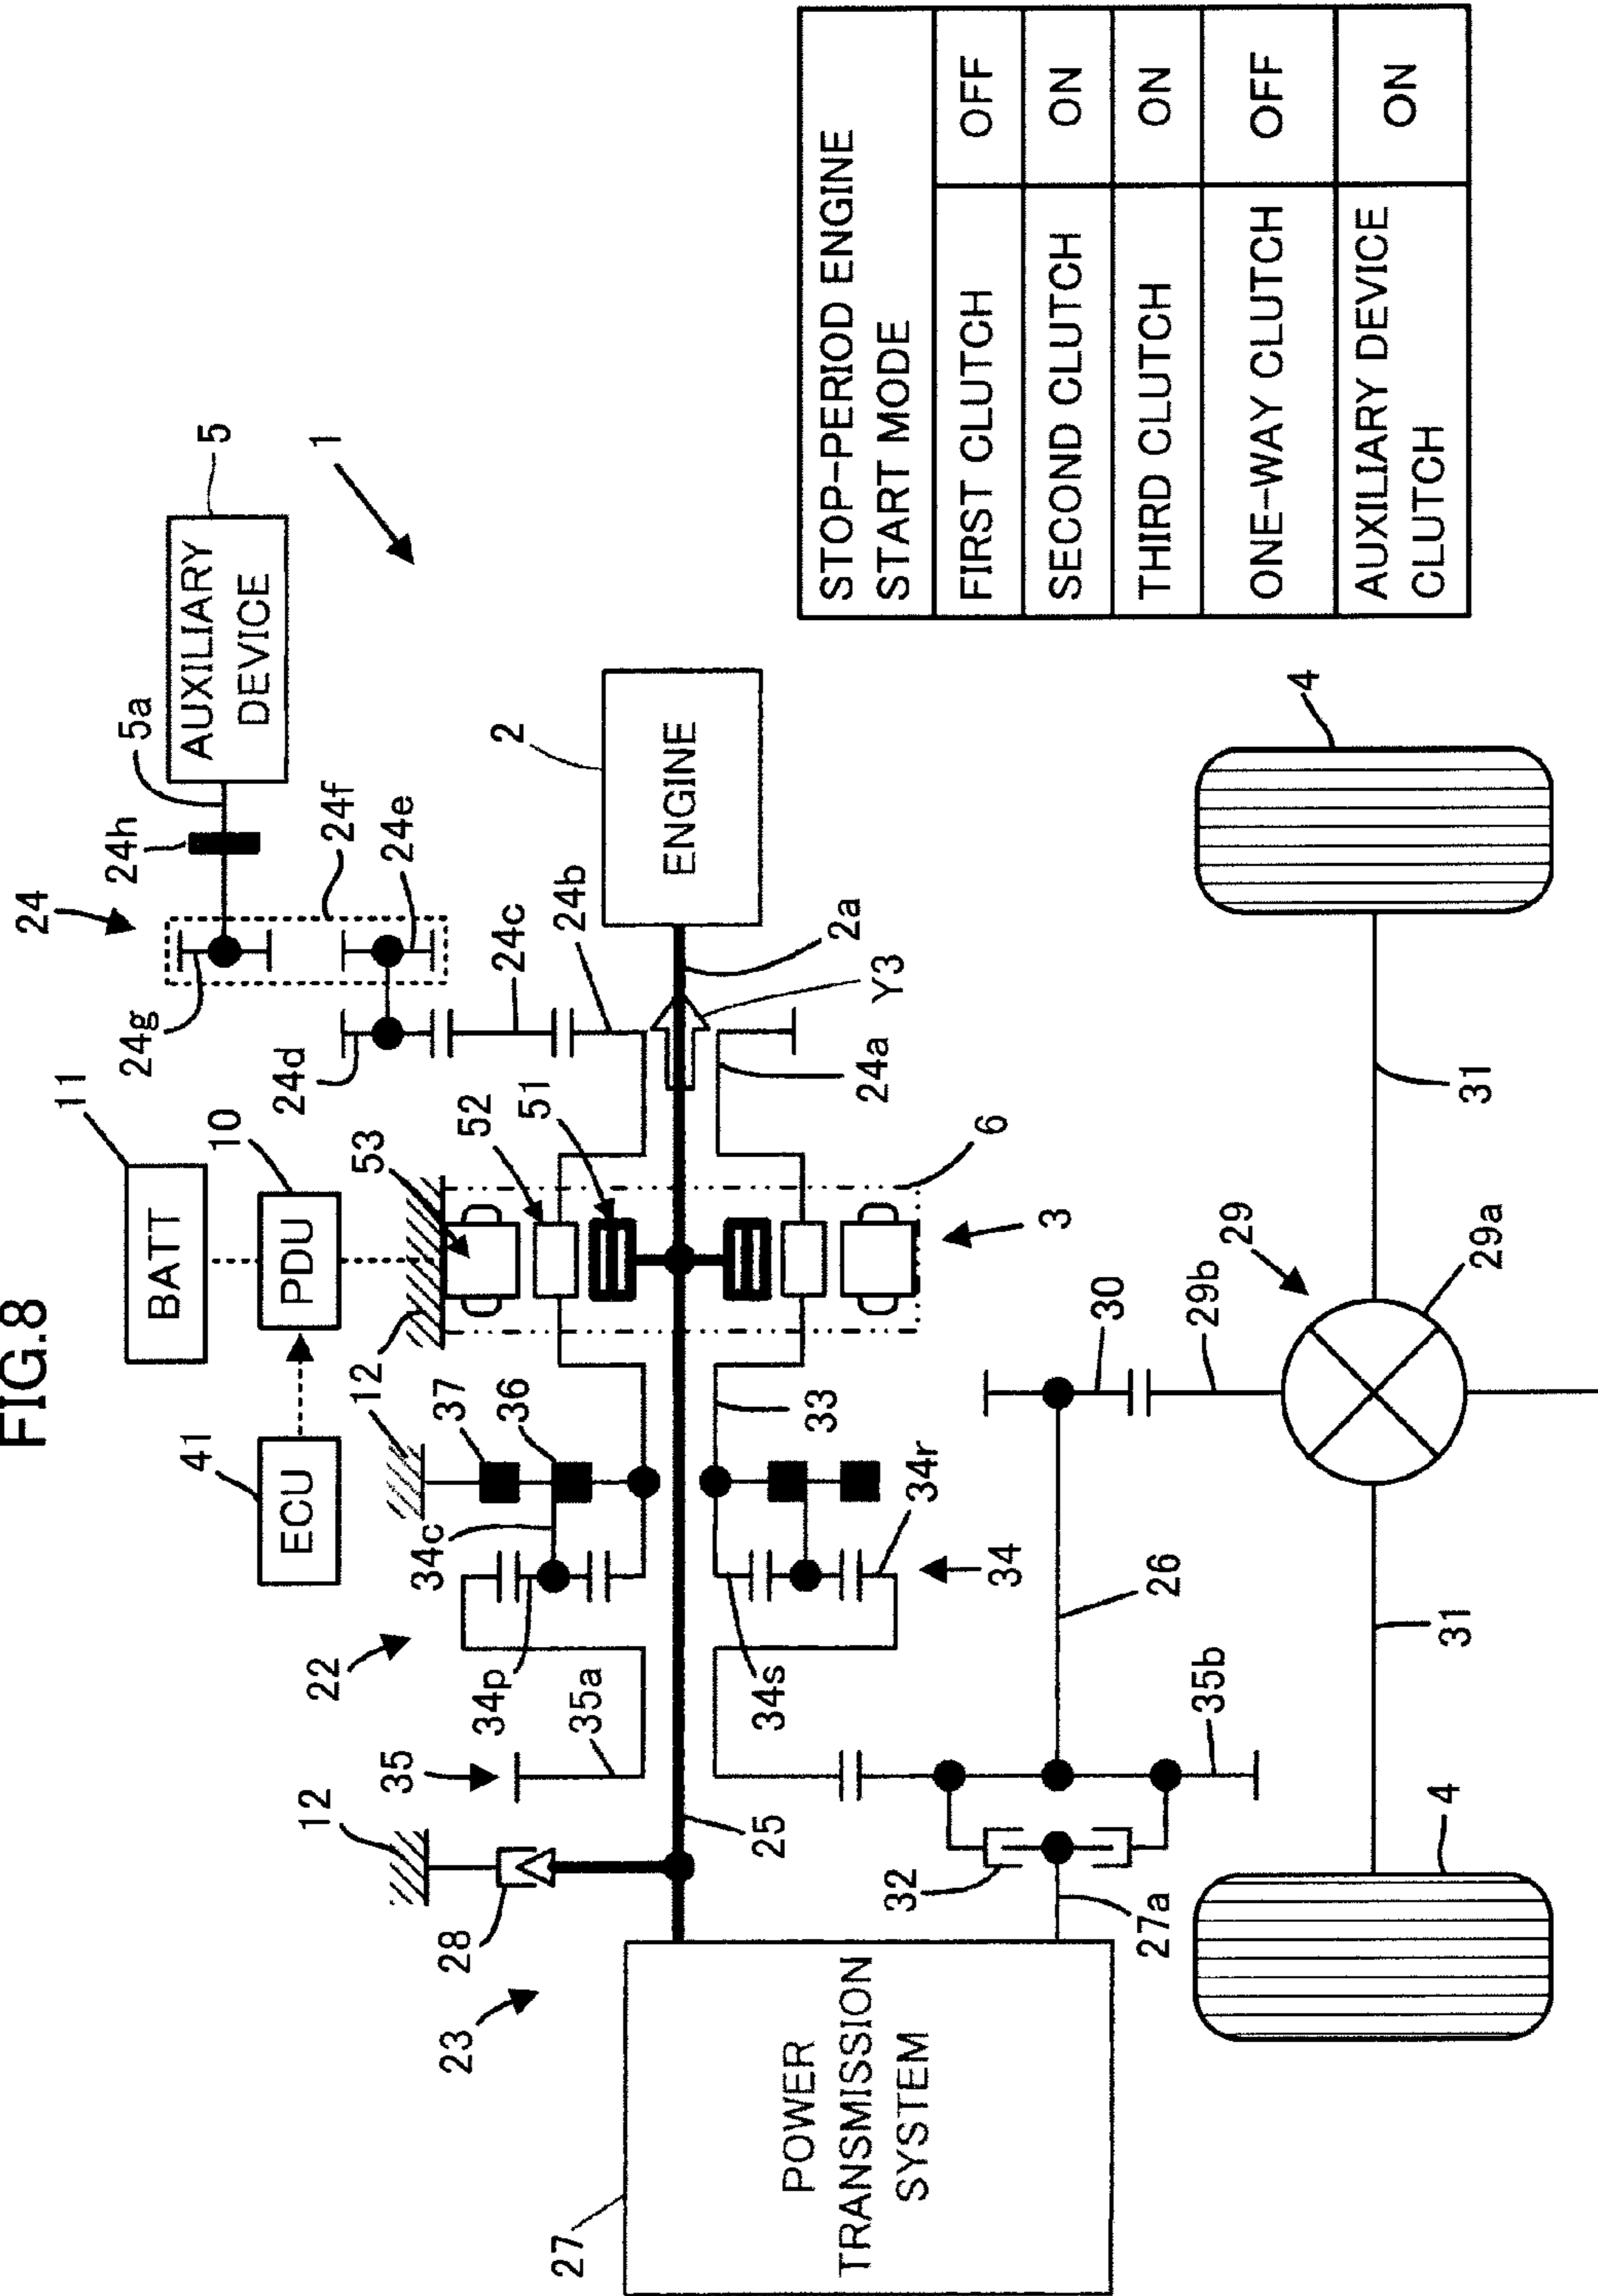 FIG.8
41
ECU
10
PDU
11
BATT
12
53
52
51
6
3
24
24h
5a
5
AUXILIARY
DEVICE
1
24g
24f
24e
24d
24c
24b
24a
2
ENGINE
2a
Y3
22
12
37
36
34c
34p
35a
34s
34r
34
33
35
12
28
23
25
27
POWER
TRANSMISSION
SYSTEM
27a
32
35b
26
30
29b
29
29a
31
31
4
4
STOP-PERIOD ENGINE
START MODE
FIRST CLUTCH OFF
SECOND CLUTCH ON
THIRD CLUTCH ON
ONE-WAY CLUTCH OFF
AUXILIARY DEVICE
CLUTCH ON